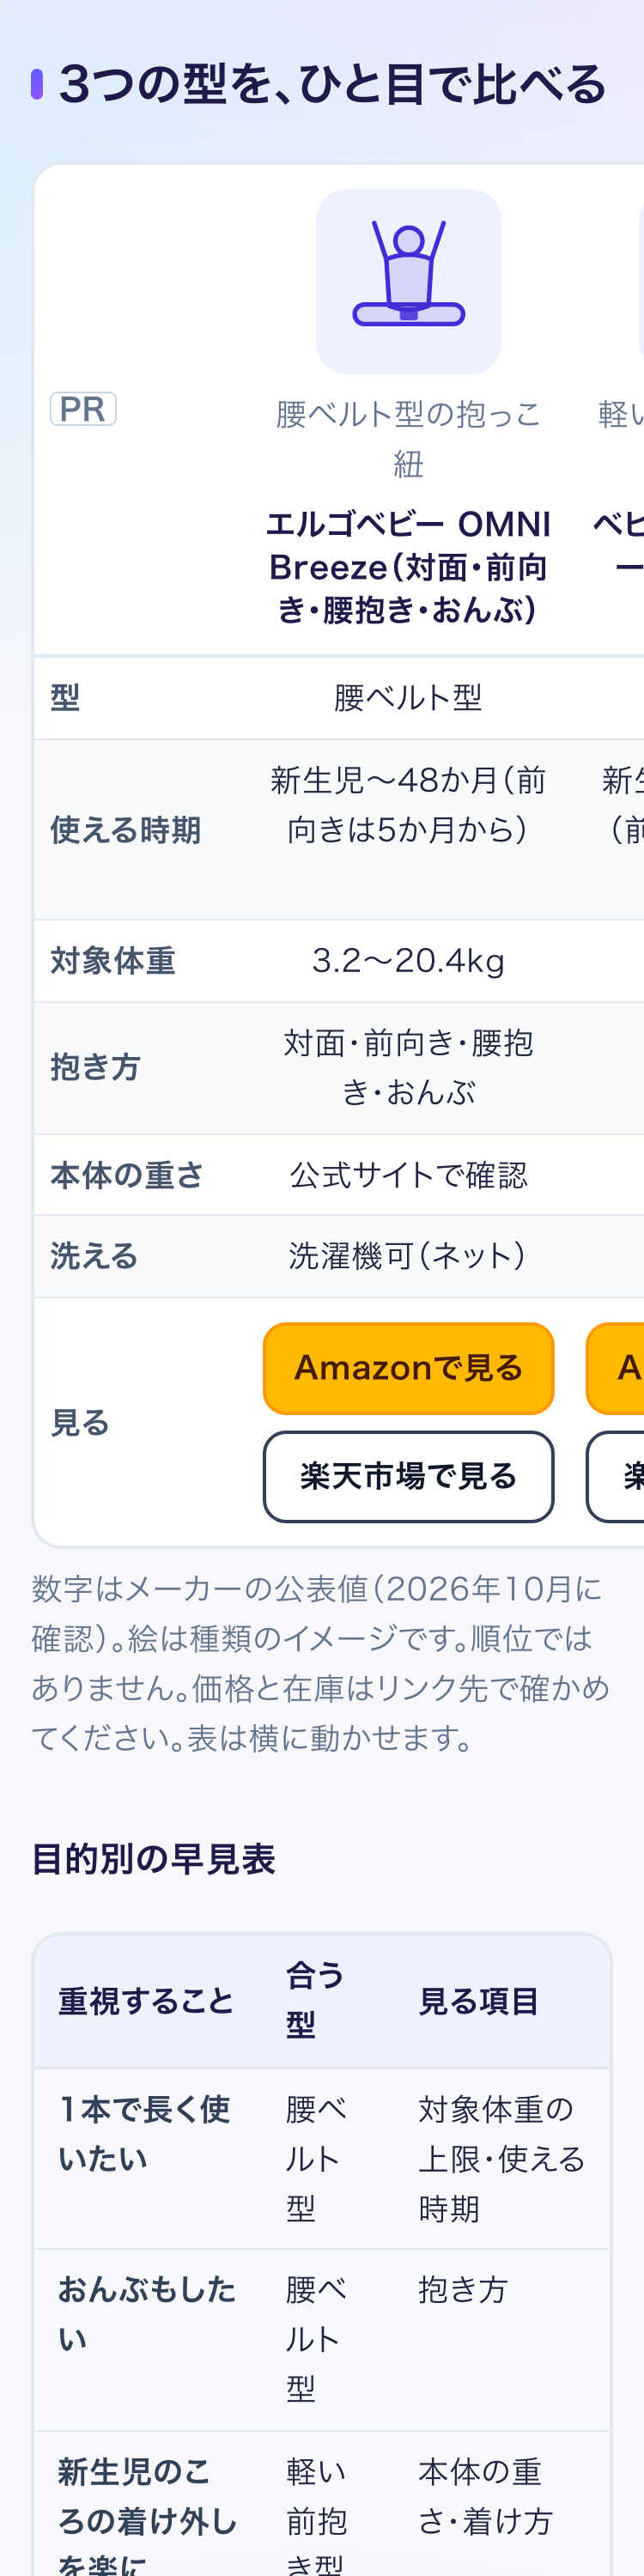 3つの型を、ひと目で比べる
PR
腰ベルト型の抱っこ
紐
エルゴベビー OMNI
Breeze（対面・前向
き・腰抱き・おんぶ）
軽い
ベビ
ー
型
腰ベルト型
使える時期
新生児〜48か月（前
向きは5か月から）
新生
（前
対象体重
3.2〜20.4kg
抱き方
対面・前向き・腰抱
き・おんぶ
本体の重さ
公式サイトで確認
洗える
洗濯機可（ネット）
見る
Amazonで見る
A
楽天市場で見る
楽
数字はメーカーの公表値（2026年10月に
確認）。絵は種類のイメージです。順位では
ありません。価格と在庫はリンク先で確かめ
てください。表は横に動かせます。
目的別の早見表
重視すること
合う
型
見る項目
1本で長く使
いたい
腰ベ
ルト
型
対象体重の
上限・使える
時期
おんぶもした
い
腰ベ
ルト
型
抱き方
新生児のこ
ろの着け外し
を楽に
軽い
前抱
き型
本体の重
さ・着け方